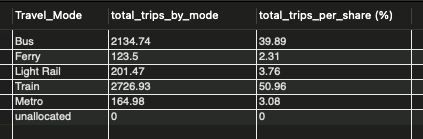 Travel_Mode total_trips_by_mode total_trips_per_share (%)
Bus 2134.74 39.89
Ferry 123.5 2.31
Light Rail 201.47 3.76
Train 2726.93 50.96
Metro 164.98 3.08
unallocated 0 0